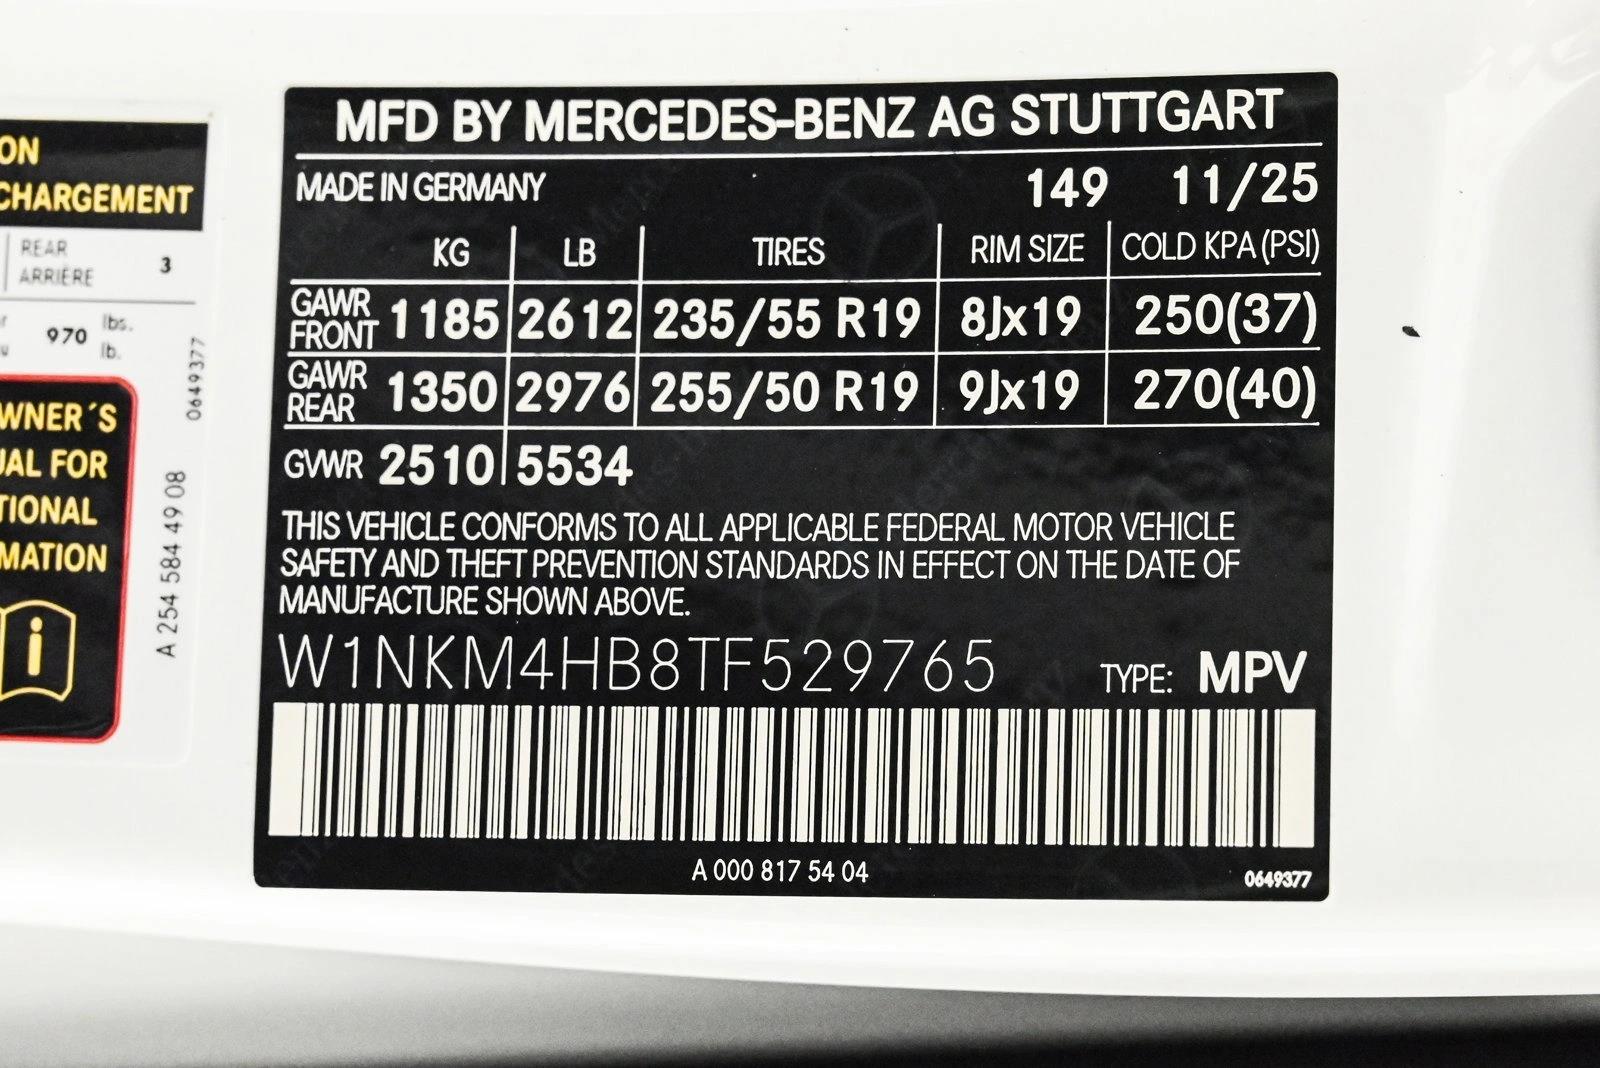 ON
CHARGEMENT
REAR
ARRIÈRE
3
970
lbs.
lb.
0649377
WNER´S
UAL FOR
TIONAL
MATION
i
A 254 584 49 08
MFD BY MERCEDES-BENZ AG STUTTGART
MADE IN GERMANY 149 11/25
KG LB TIRES RIM SIZE COLD KPA (PSI)
GAWR FRONT 1185 2612 235/55 R19 8Jx19 250(37)
GAWR REAR 1350 2976 255/50 R19 9Jx19 270(40)
GVWR 2510 5534
THIS VEHICLE CONFORMS TO ALL APPLICABLE FEDERAL MOTOR VEHICLE
SAFETY AND THEFT PREVENTION STANDARDS IN EFFECT ON THE DATE OF
MANUFACTURE SHOWN ABOVE.
W1NKM4HB8TF529765 TYPE: MPV
A 000 817 54 04
0649377